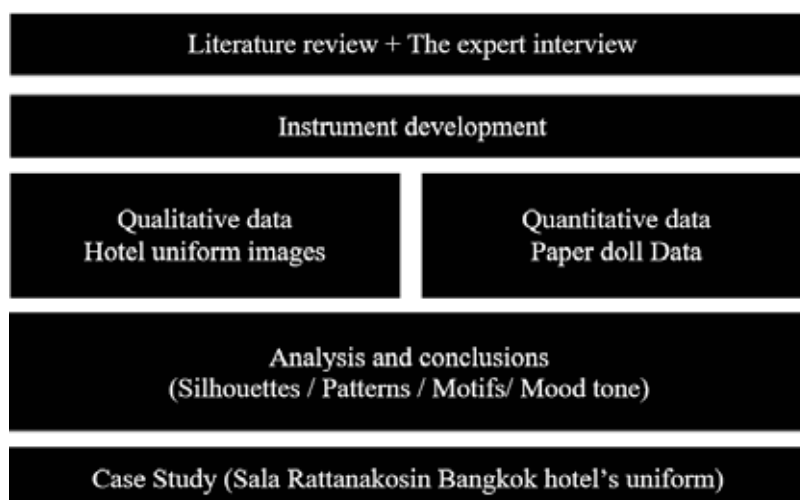 Literature review + The expert interview
Instrument development
Qualitative data
Hotel uniform images
Quantitative data
Paper doll Data
Analysis and conclusions
(Silhouettes / Patterns / Motifs/ Mood tone)
Case Study (Sala Rattanakosin Bangkok hotel’s uniform)